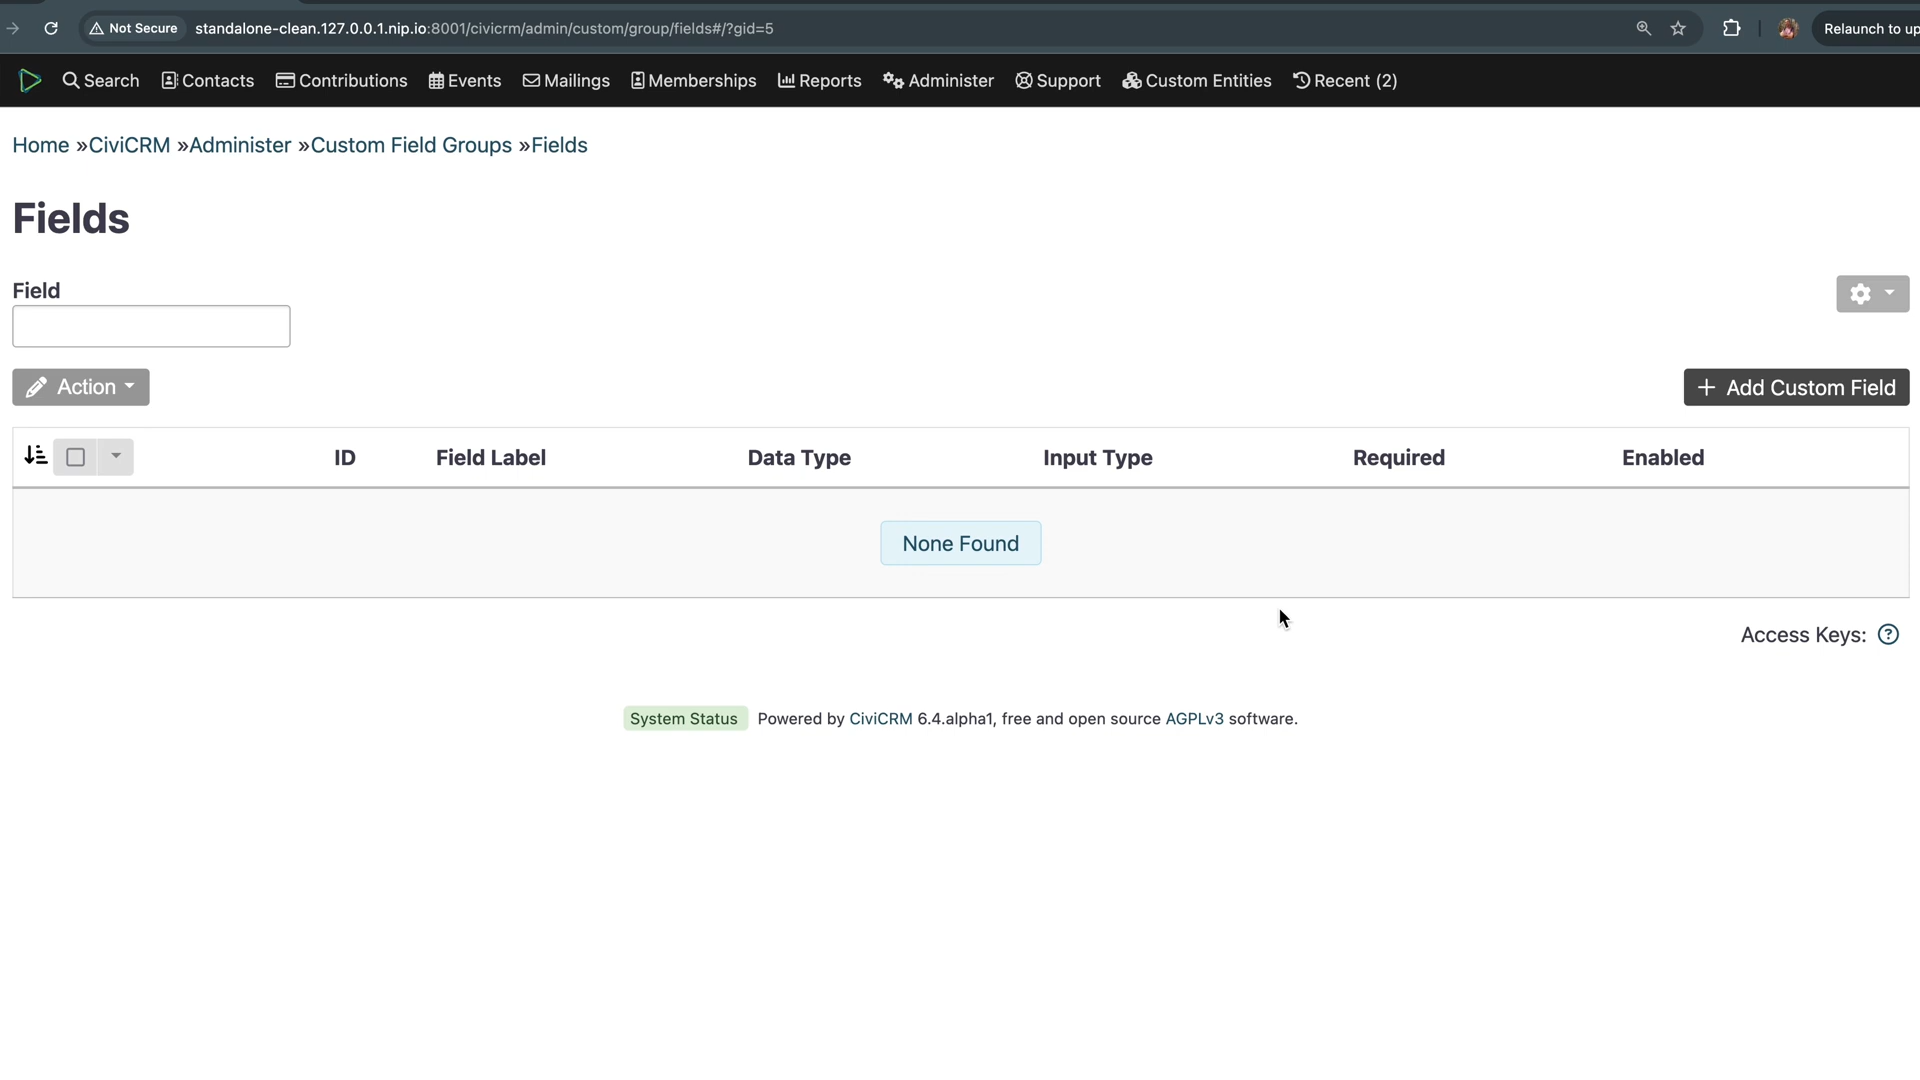 Not Secure standalone-clean.127.0.0.1.nip.io:8001/civicrm/admin/custom/group/fields#/?gid=5 Relaunch to up
Search Contacts Contributions Events Mailings Memberships Reports Administer Support Custom Entities Recent (2)
Home »CiviCRM »Administer »Custom Field Groups »Fields
Fields
Field
Action + Add Custom Field
ID Field Label Data Type Input Type Required Enabled
None Found
Access Keys: ?
System Status Powered by CiviCRM 6.4.alpha1, free and open source AGPLv3 software.